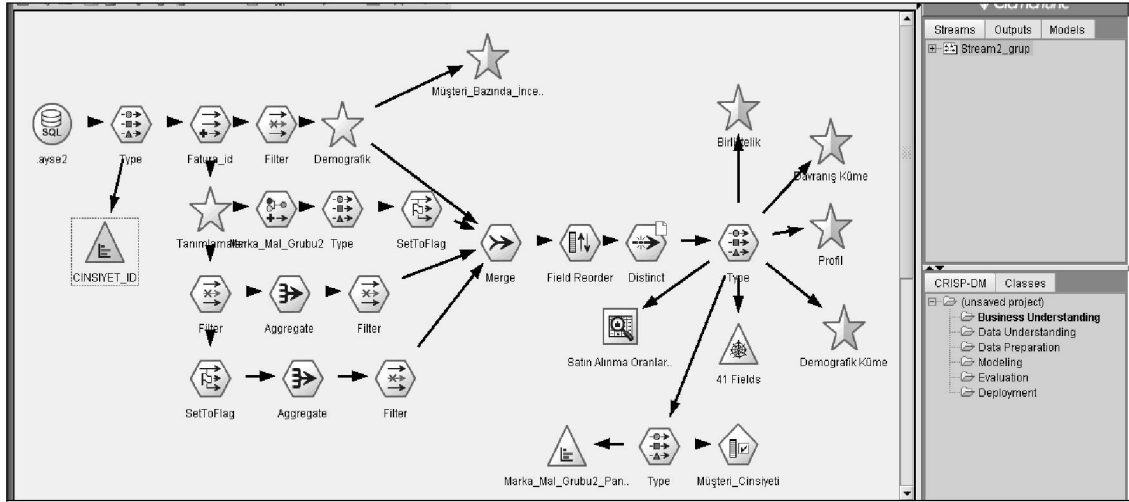 Streams Outputs Models
Stream2_grup
Müşteri_Bazında_İnce..
SQL
ayse2
Type
Fatura_id
Filter
Demografik
Birliktelik
Davranış Küme
CINSIYET_ID
Tanımlamalar
Marka_Mal_Grubu2
Type
SetToFlag
Merge
Field Reorder
Distinct
Type
Profil
Filter
Aggregate
Filter
Satın Alınma Oranlar..
41 Fields
Demografik Küme
SetToFlag
Aggregate
Filter
Marka_Mal_Grubu2_Pan..
Type
Müşteri_Cinsiyeti
CRISP-DM Classes
(unsaved project)
Business Understanding
Data Understanding
Data Preparation
Modeling
Evaluation
Deployment